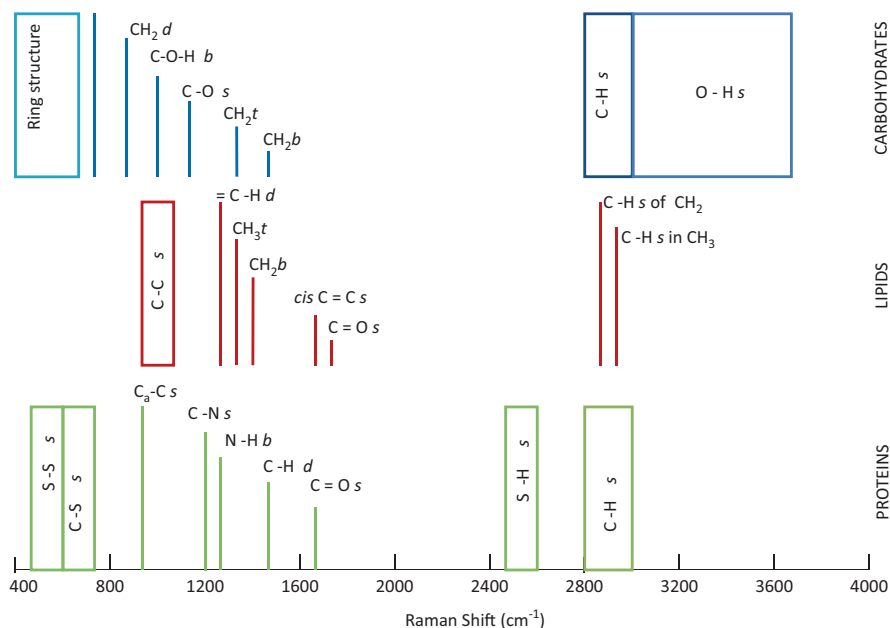 Ring structure
CH₂ d
C-O-H b
C -O s
CH₂t
CH₂b
C -H s
O - H s
CARBOHYDRATES
= C -H d
C -C s
CH₃t
CH₂b
cis C = C s
C = O s
C -H s of CH₂
C -H s in CH₃
LIPIDS
S -S s
C -S s
Cₐ-C s
C -N s
N -H b
C -H d
C = O s
S -H s
C -H s
PROTEINS
400 800 1200 1600 2000 2400 2800 3200 3600 4000
Raman Shift (cm⁻¹)